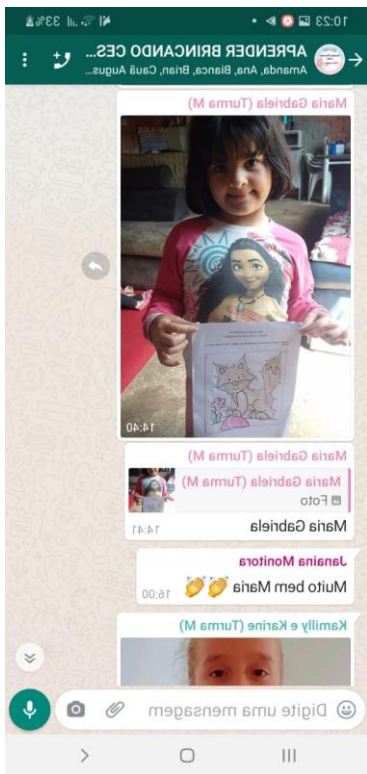 10:23
33%
APRENDER BRINCANDO CES...
Amanda, Ana, Bianca, Brian, Cauã Augus...
Maria Gabriela (Turma M)
14:40
Maria Gabriela (Turma M)
Maria Gabriela (Turma M)
Foto
Maria Gabriela
14:41
Janaina Monitora
Muito bem Maria 👏👏
16:00
Kamilly e Karine (Turma M)
Digite uma mensagem